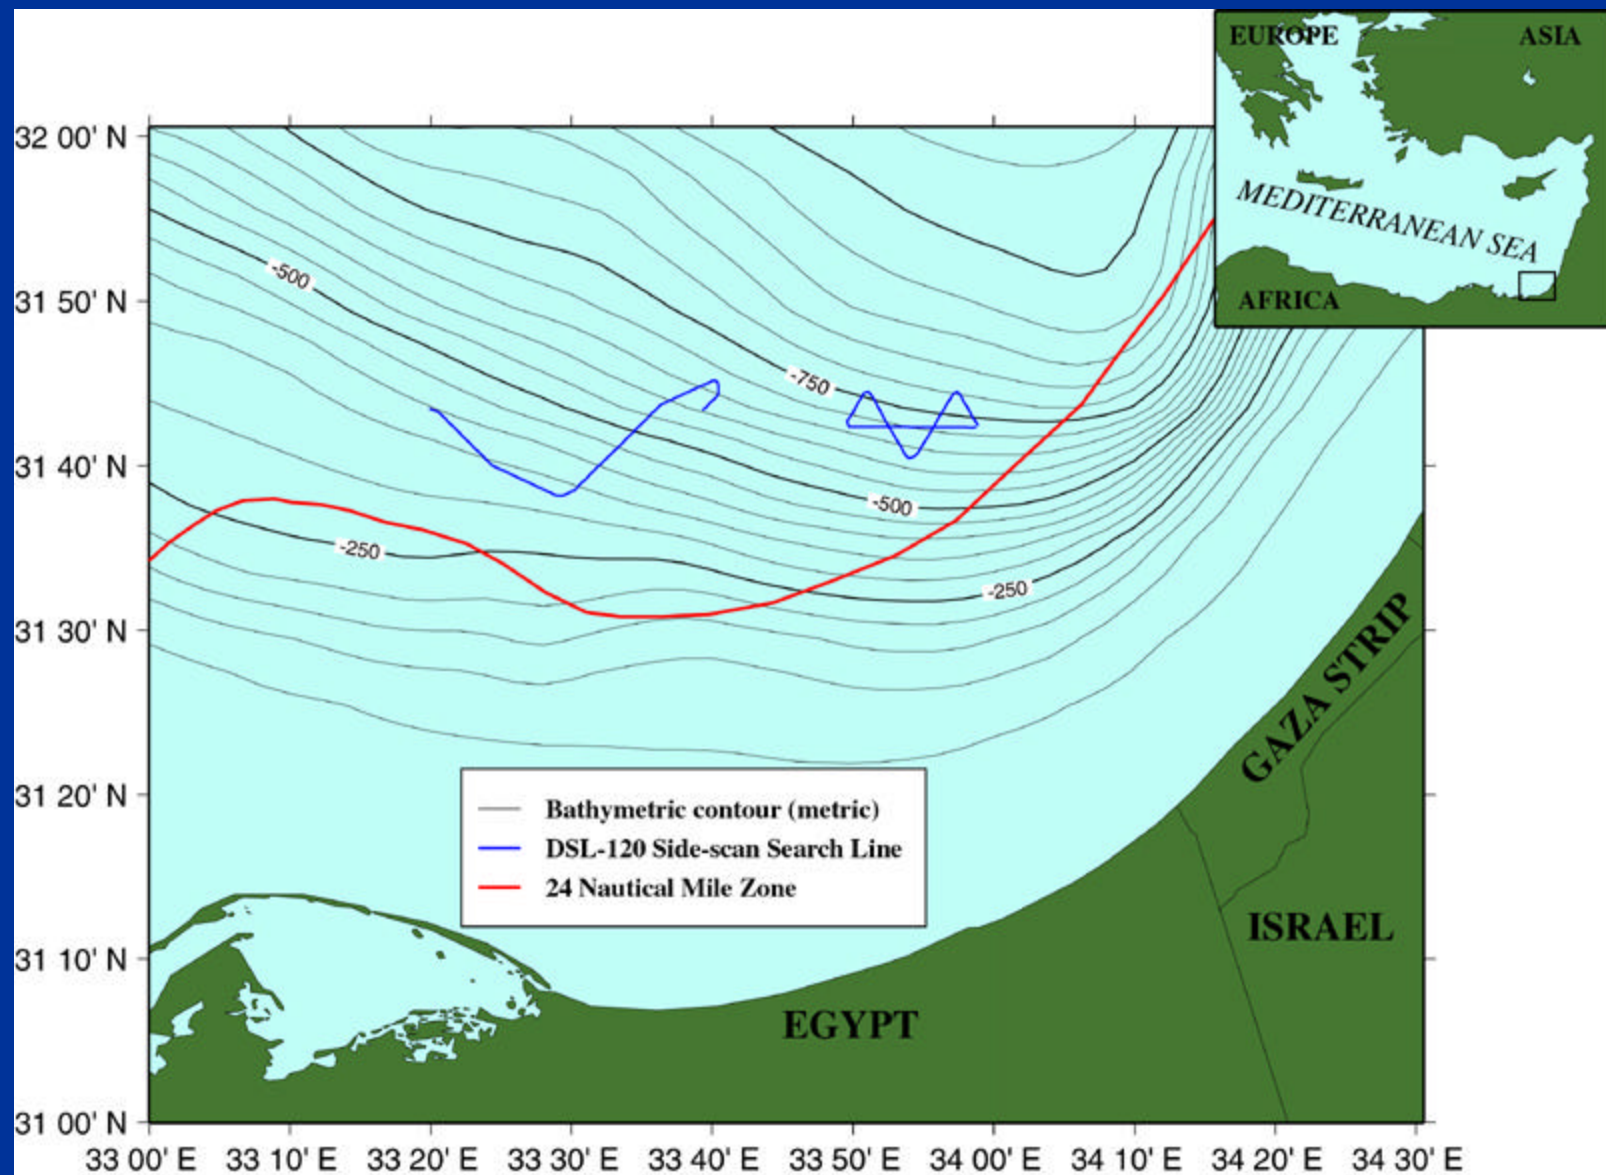 EUROPE ASIA
MEDITERRANEAN SEA
AFRICA
32 00' N
31 50' N
31 40' N
31 30' N
31 20' N
31 10' N
31 00' N
-500
-750
-500
-250
-250
GAZA STRIP
Bathymetric contour (metric)
DSL-120 Side-scan Search Line
24 Nautical Mile Zone
ISRAEL
EGYPT
33 00' E 33 10' E 33 20' E 33 30' E 33 40' E 33 50' E 34 00' E 34 10' E 34 20' E 34 30' E